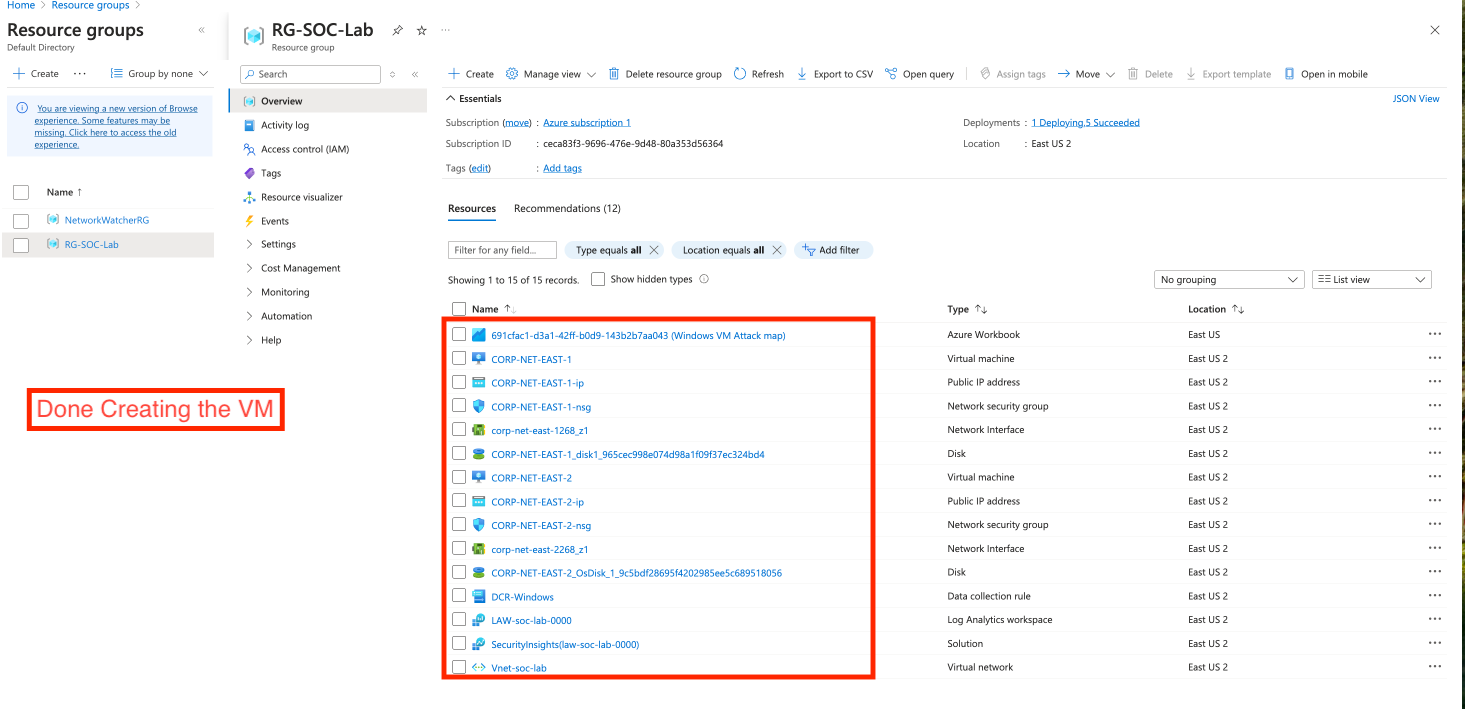 Home > Resource groups >
Resource groups
Default Directory
«
+ Create ... Group by none
You are viewing a new version of Browse
experience. Some features may be
missing. Click here to access the old
experience.
Name ↑
NetworkWatcherRG
RG-SOC-Lab
RG-SOC-Lab
Resource group
Search
«
Overview
Activity log
Access control (IAM)
Tags
Resource visualizer
Events
Settings
Cost Management
Monitoring
Automation
Help
Create Manage view Delete resource group Refresh Export to CSV Open query Assign tags Move Delete Export template Open in mobile
Essentials JSON View
Subscription (move) : Azure subscription 1 Deployments : 1 Deploying,5 Succeeded
Subscription ID : ceca83f3-9696-476e-9d48-80a353d56364 Location : East US 2
Tags (edit) : Add tags
Resources Recommendations (12)
Filter for any field... Type equals all Location equals all Add filter
Showing 1 to 15 of 15 records. Show hidden types No grouping List view
Name ↑↓ Type ↑↓ Location ↑↓
691cfac1-d3a1-42ff-b0d9-143b2b7aa043 (Windows VM Attack map) Azure Workbook East US
CORP-NET-EAST-1 Virtual machine East US 2
CORP-NET-EAST-1-ip Public IP address East US 2
CORP-NET-EAST-1-nsg Network security group East US 2
corp-net-east-1268_z1 Network Interface East US 2
CORP-NET-EAST-1_disk1_965cec998e074d98a1f09f37ec324bd4 Disk East US 2
CORP-NET-EAST-2 Virtual machine East US 2
CORP-NET-EAST-2-ip Public IP address East US 2
CORP-NET-EAST-2-nsg Network security group East US 2
corp-net-east-2268_z1 Network Interface East US 2
CORP-NET-EAST-2_OsDisk_1_9c5bdf28695f4202985ee5c689518056 Disk East US 2
DCR-Windows Data collection rule East US 2
LAW-soc-lab-0000 Log Analytics workspace East US 2
SecurityInsights(law-soc-lab-0000) Solution East US 2
Vnet-soc-lab Virtual network East US 2
Done Creating the VM